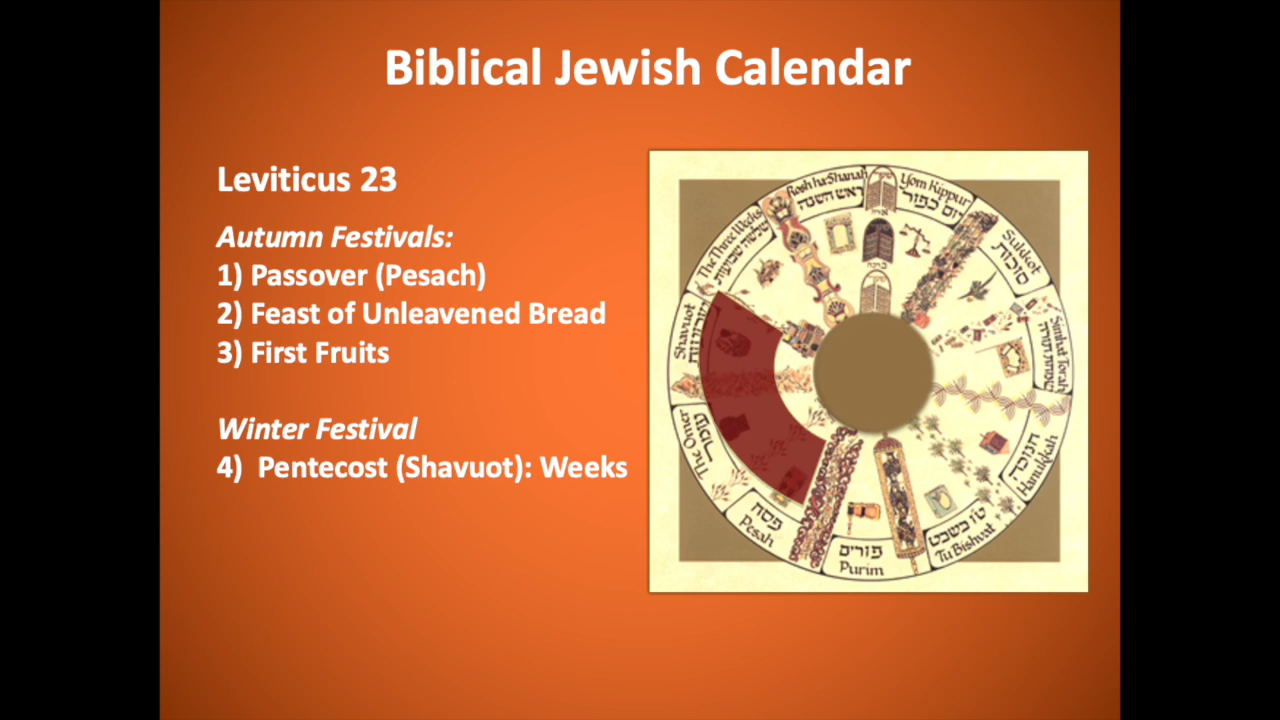 Biblical Jewish Calendar
Leviticus 23
Autumn Festivals:
1) Passover (Pesach)
2) Feast of Unleavened Bread
3) First Fruits
Winter Festival
4) Pentecost (Shavuot): Weeks
Rosh ha-Shanah
ראש השנה
Yom Kippur
יום כפור
Sukkot
סוכות
Simhat Torah
שמחת תורה
חנוכה
Hanukkah
ט״ו בשבט
Tu Bishvat
פורים
Purim
פסח
Pesah
The Omer
Shavuot
The Three Weeks